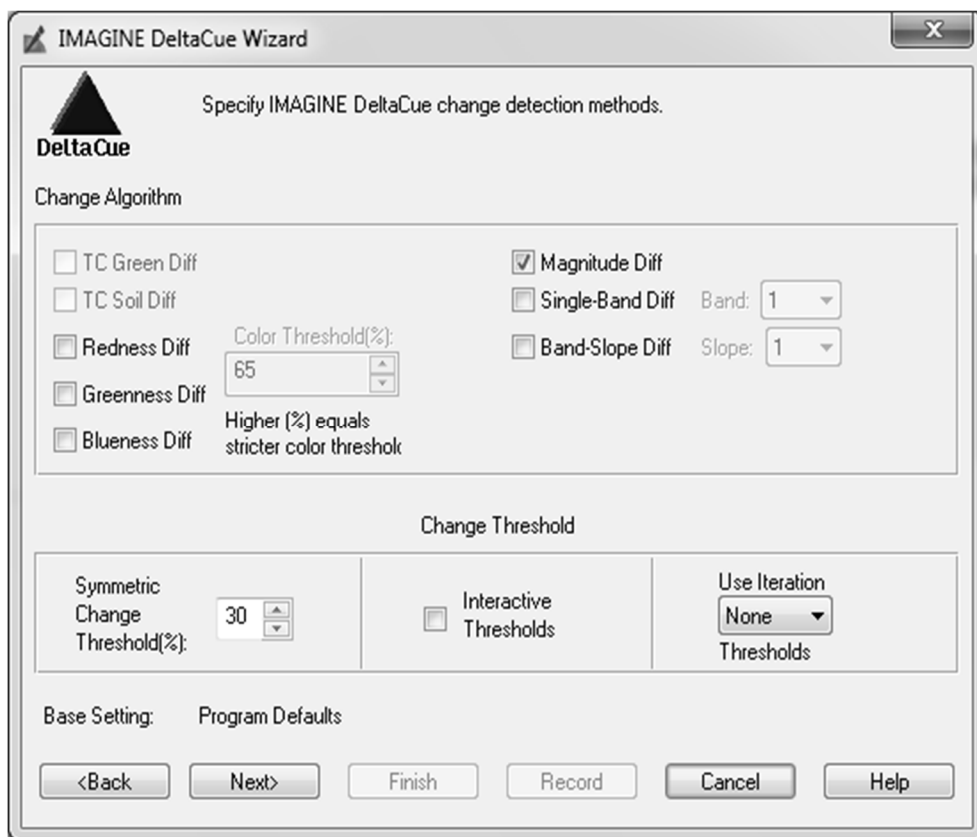 IMAGINE DeltaCue Wizard
x
DeltaCue
Specify IMAGINE DeltaCue change detection methods.
Change Algorithm
TC Green Diff
TC Soil Diff
Redness Diff
Greenness Diff
Blueness Diff
Color Threshold(%):
65
Higher (%) equals
stricter color threshol
Magnitude Diff
Single-Band Diff Band: 1
Band-Slope Diff Slope: 1
Change Threshold
Symmetric
Change
Threshold(%):
30
Interactive
Thresholds
Use Iteration
None
Thresholds
Base Setting: Program Defaults
<Back Next> Finish Record Cancel Help